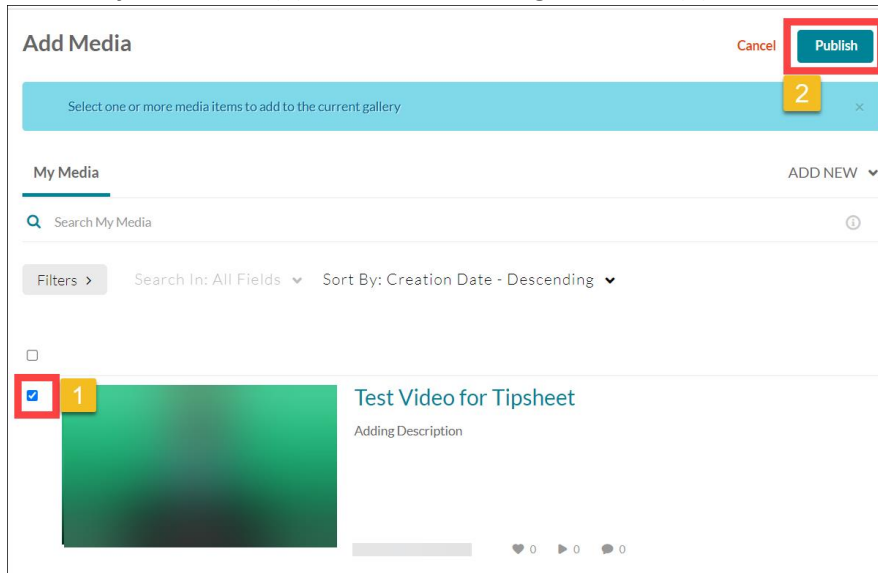 Add Media
Cancel
Publish
2
Select one or more media items to add to the current gallery
×
My Media
ADD NEW
Search My Media
Filters >
Search In: All Fields
Sort By: Creation Date - Descending
1
Test Video for Tipsheet
Adding Description
0 0 0